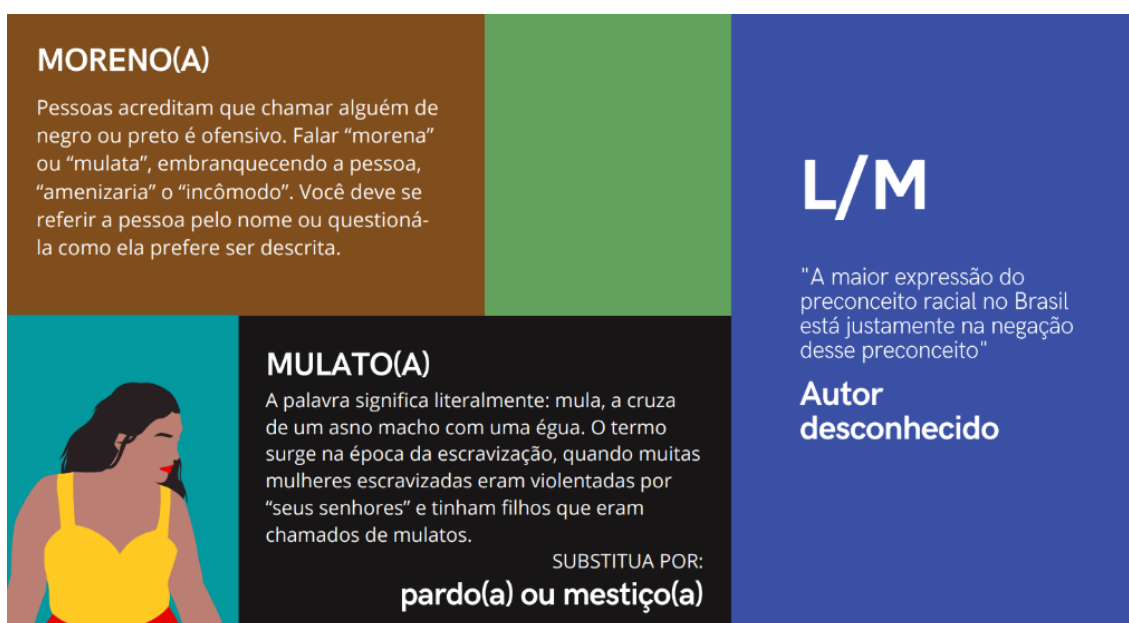 MORENO(A)
Pessoas acreditam que chamar alguém de
negro ou preto é ofensivo. Falar “morena”
ou “mulata”, embranquecendo a pessoa,
“amenizaria” o “incômodo”. Você deve se
referir a pessoa pelo nome ou questioná-
la como ela prefere ser descrita.
MULATO(A)
A palavra significa literalmente: mula, a cruza
de um asno macho com uma égua. O termo
surge na época da escravização, quando muitas
mulheres escravizadas eram violentadas por
“seus senhores” e tinham filhos que eram
chamados de mulatos.
SUBSTITUA POR:
pardo(a) ou mestiço(a)
L/M
"A maior expressão do
preconceito racial no Brasil
está justamente na negação
desse preconceito"
Autor
desconhecido